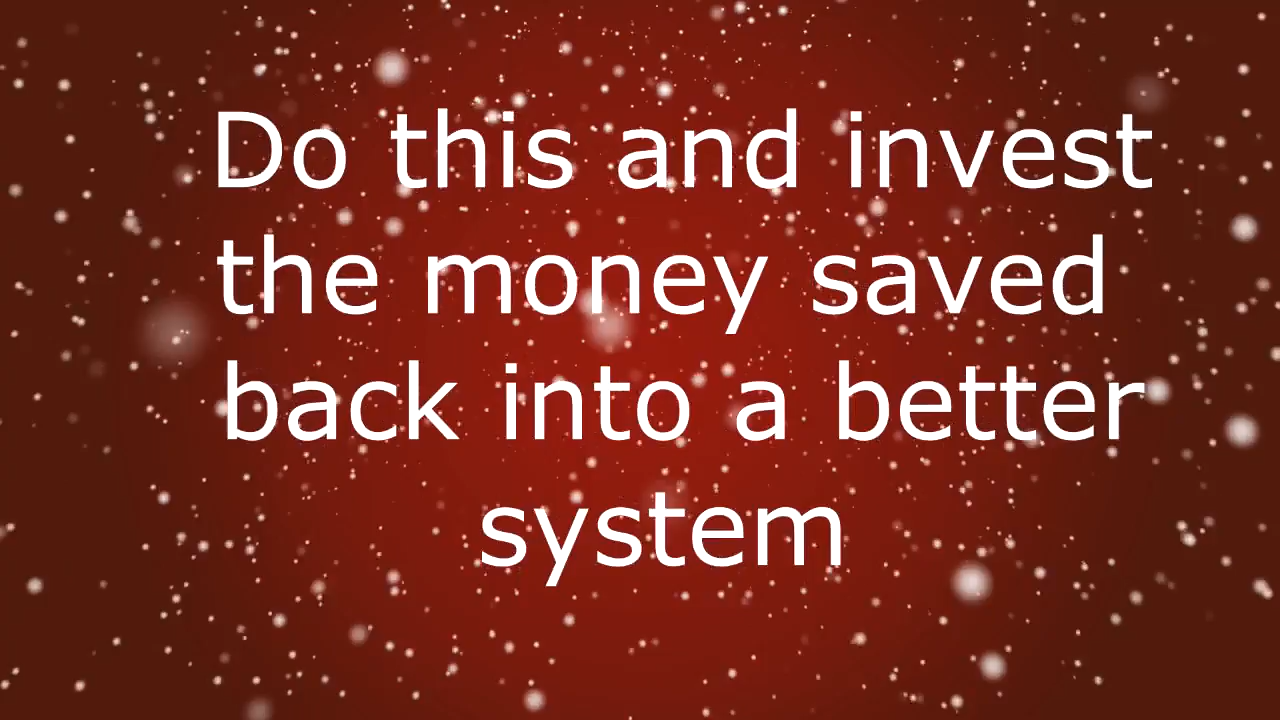 Do this and invest
the money saved
back into a better
system